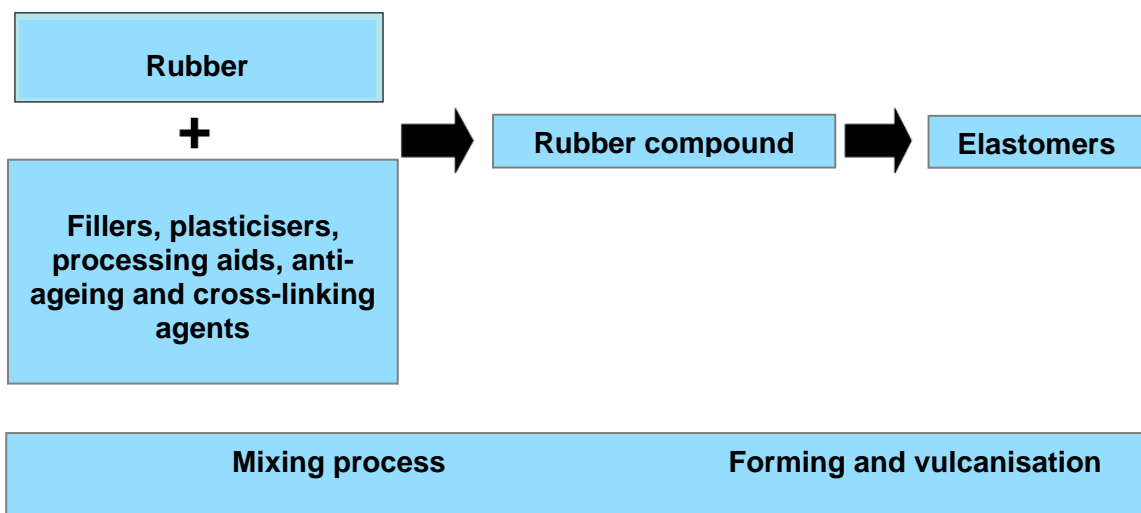 Rubber
+
Fillers, plasticisers,
processing aids, anti-
ageing and cross-linking
agents
Rubber compound
Elastomers
Mixing process
Forming and vulcanisation